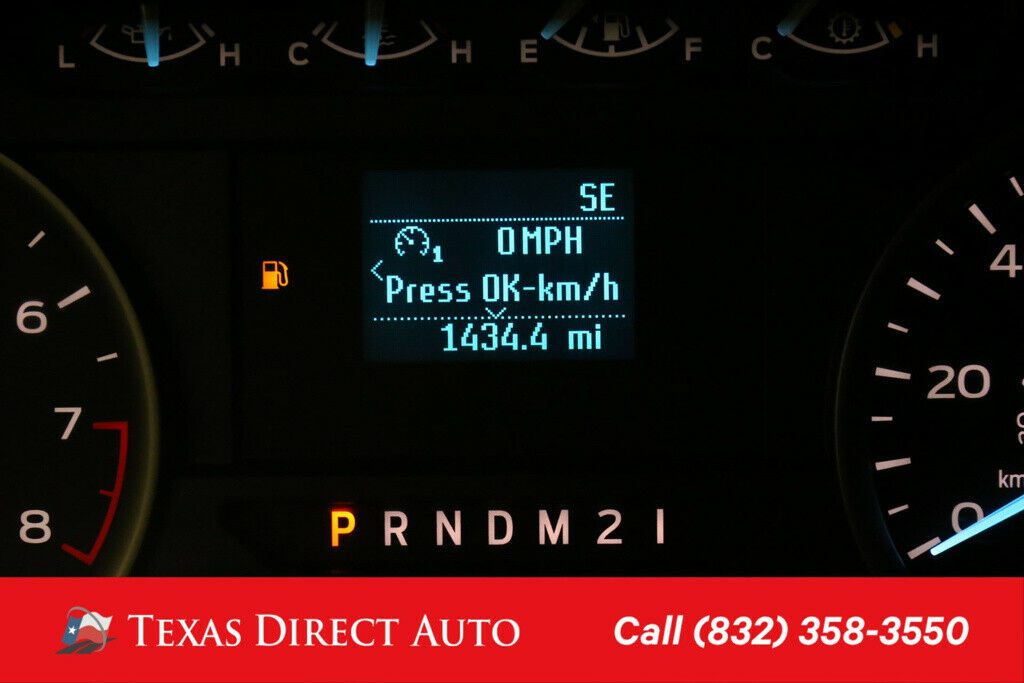 L H C H E F C H
SE
1 0 MPH
Press OK-km/h
1434.4 mi
6
7
8
4
20
20
km
0
P R N D M 2 1
TEXAS DIRECT AUTO
Call (832) 358-3550